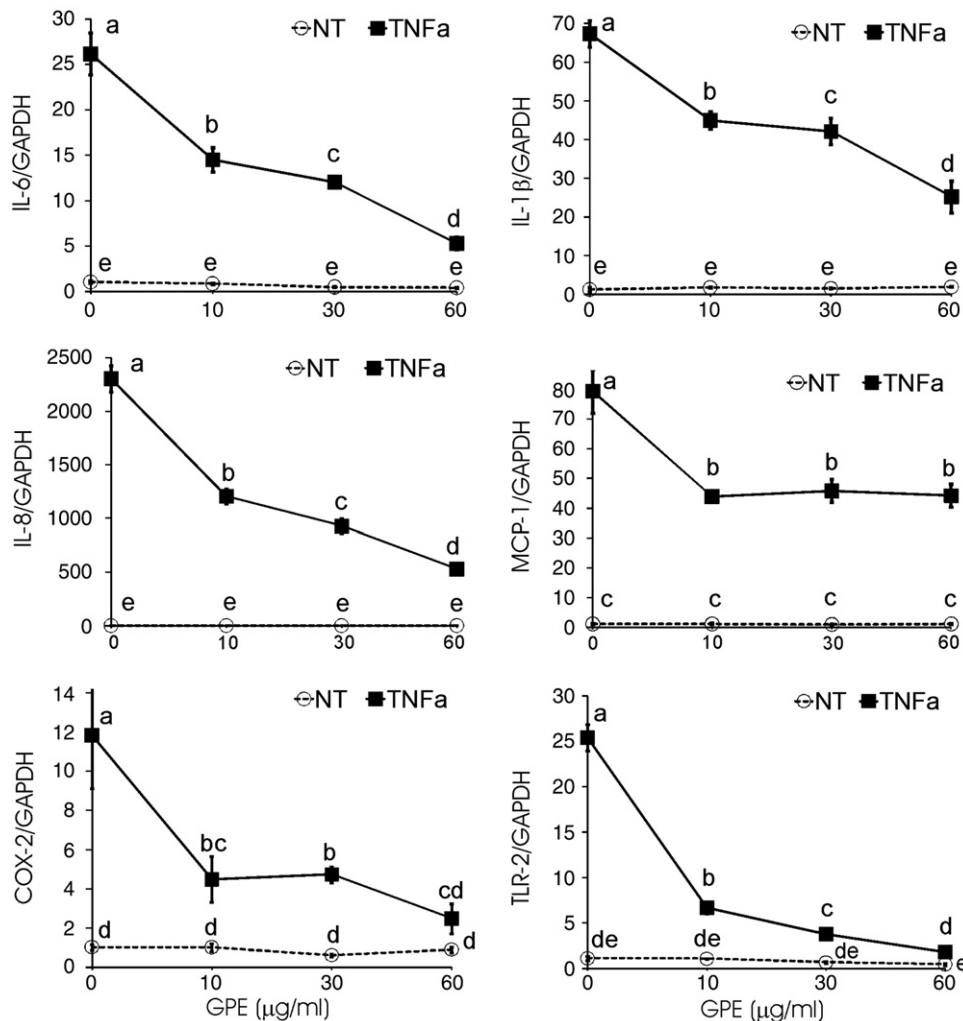 30 a NT TNFa
25
20
15 b c
10
5 d
0 e e e e
0 10 30 60
IL-6/GAPDH
70 a NT TNFa
60
50 b c
40
30 d
20
10
0 e e e e
0 10 30 60
IL-1β/GAPDH
2500 a NT TNFa
2000
1500 b
1000 c
500 d
0 e e e e
0 10 30 60
IL-8/GAPDH
80 a NT TNFa
70
60
50 b b b
40
30
20
10
0 c c c c
0 10 30 60
MCP-1/GAPDH
14 a NT TNFa
12
10
8
6 bc b
4 cd
2 d d d d
0
0 10 30 60
COX-2/GAPDH
GPE (µg/ml)
30 a NT TNFa
25
20
15
10 b
5 c d
0 de de de e
0 10 30 60
TLR-2/GAPDH
GPE (µg/ml)